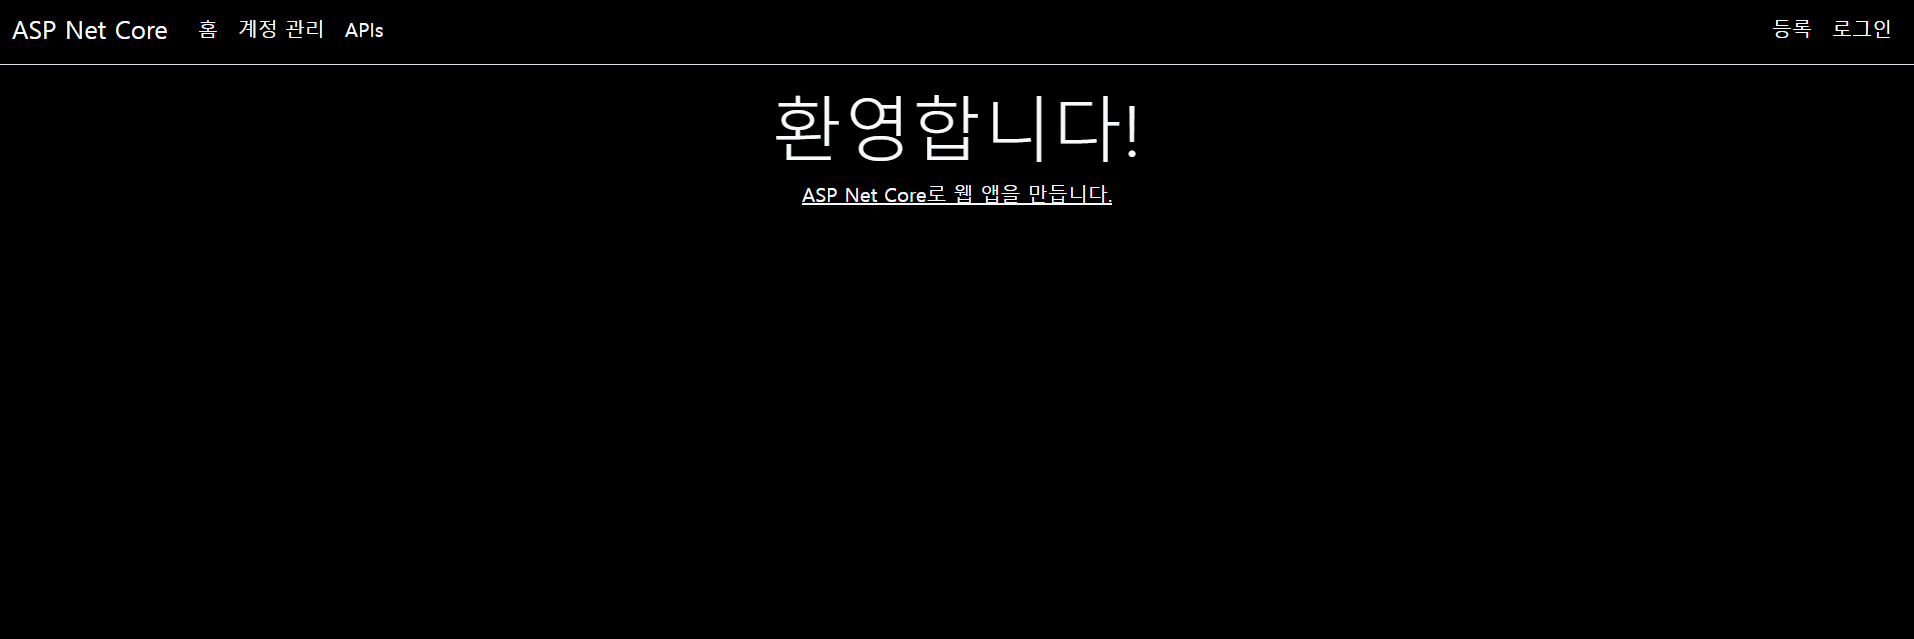 ASP Net Core 홈 계정 관리 APIs 등록 로그인
환영합니다!
ASP Net Core로 웹 앱을 만듭니다.